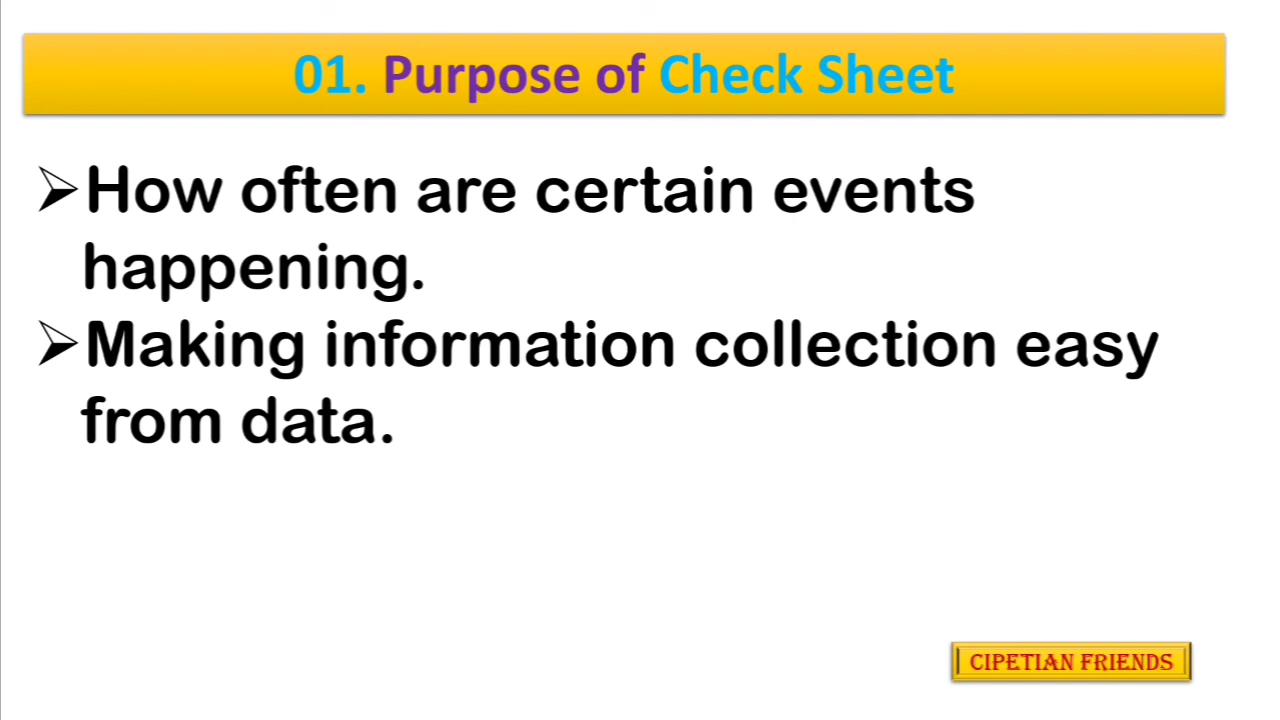 01. Purpose of Check Sheet
➢How often are certain events
happening.
➢Making information collection easy
from data.
CIPETIAN FRIENDS